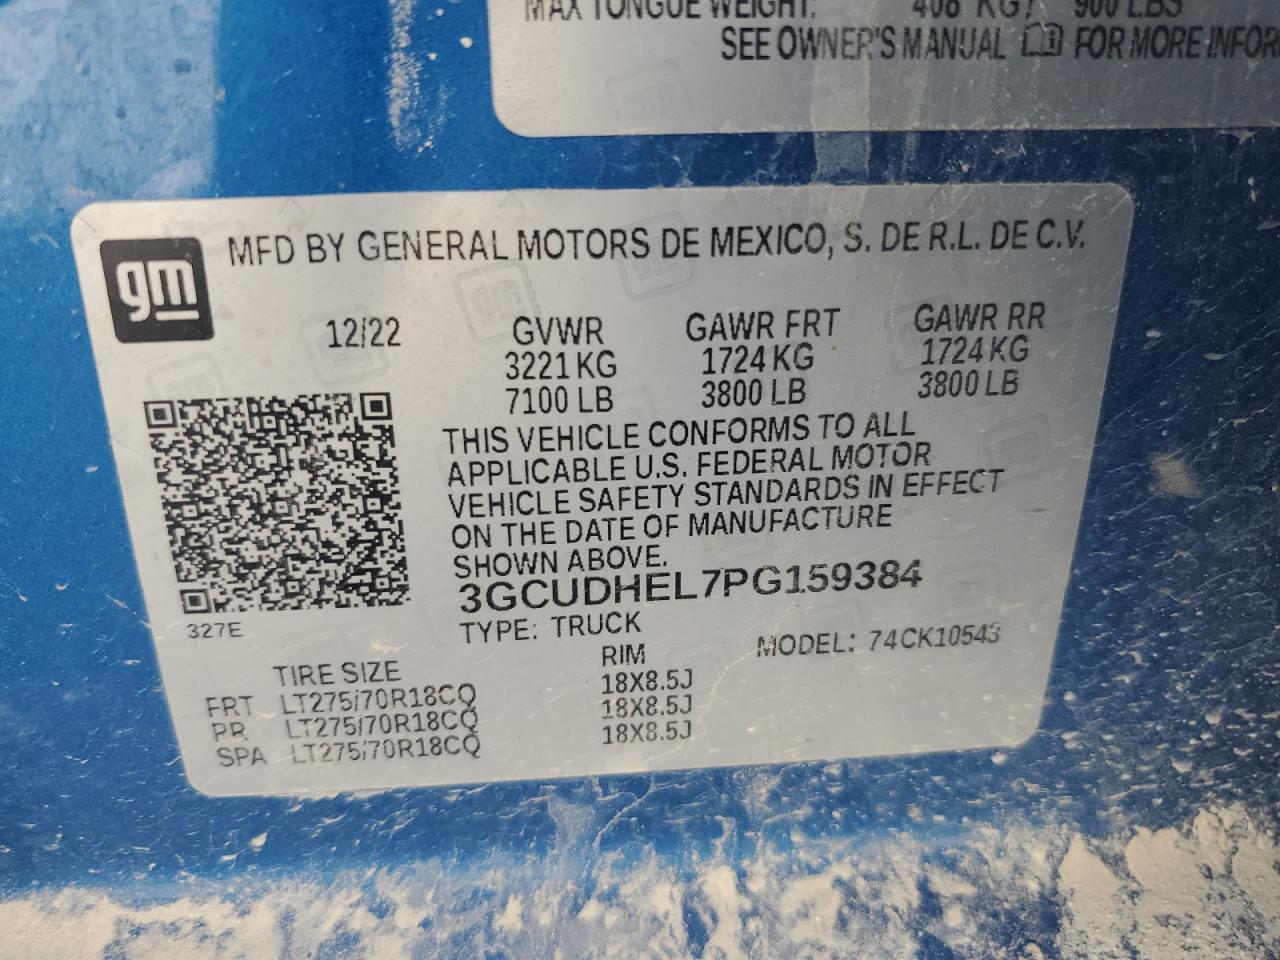 MAX TONGUE WEIGHT: 408 KG / 900 LBS
SEE OWNER'S MANUAL FOR MORE INFOR
gm
MFD BY GENERAL MOTORS DE MEXICO, S. DE R.L. DE C.V.
12/22 GVWR GAWR FRT GAWR RR
3221 KG 1724 KG 1724 KG
7100 LB 3800 LB 3800 LB
THIS VEHICLE CONFORMS TO ALL
APPLICABLE U.S. FEDERAL MOTOR
VEHICLE SAFETY STANDARDS IN EFFECT
ON THE DATE OF MANUFACTURE
SHOWN ABOVE.
3GCUDHEL7PG159384
327E
TYPE: TRUCK MODEL: 74CK10543
TIRE SIZE RIM
FRT LT275/70R18CQ 18X8.5J
RR LT275/70R18CQ 18X8.5J
SPA LT275/70R18CQ 18X8.5J